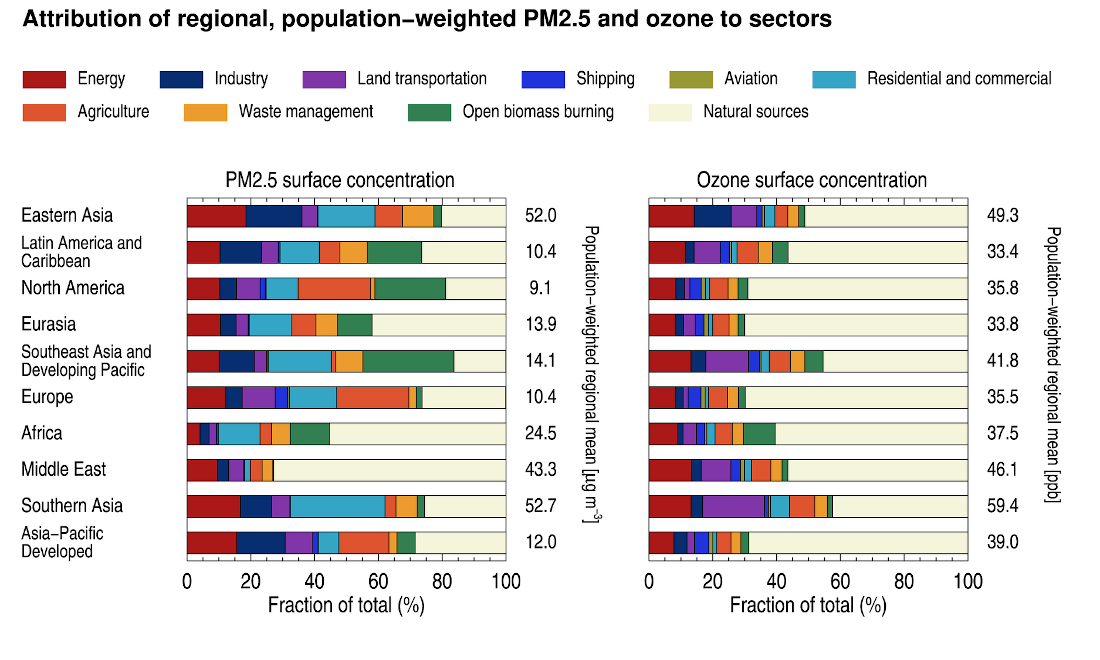 Attribution of regional, population−weighted PM2.5 and ozone to sectors
Energy Industry Land transportation Shipping Aviation Residential and commercial
Agriculture Waste management Open biomass burning Natural sources
PM2.5 surface concentration
Ozone surface concentration
Eastern Asia 52.0 49.3
Latin America and
Caribbean 10.4 33.4
North America 9.1 35.8
Eurasia 13.9 33.8
Southeast Asia and
Developing Pacific 14.1 41.8
Europe 10.4 35.5
Africa 24.5 37.5
Middle East 43.3 46.1
Southern Asia 52.7 59.4
Asia−Pacific
Developed 12.0 39.0
Population−weighted regional mean [µg m⁻³]
Population−weighted regional mean [ppb]
0 20 40 60 80 100
0 20 40 60 80 100
Fraction of total (%)
Fraction of total (%)